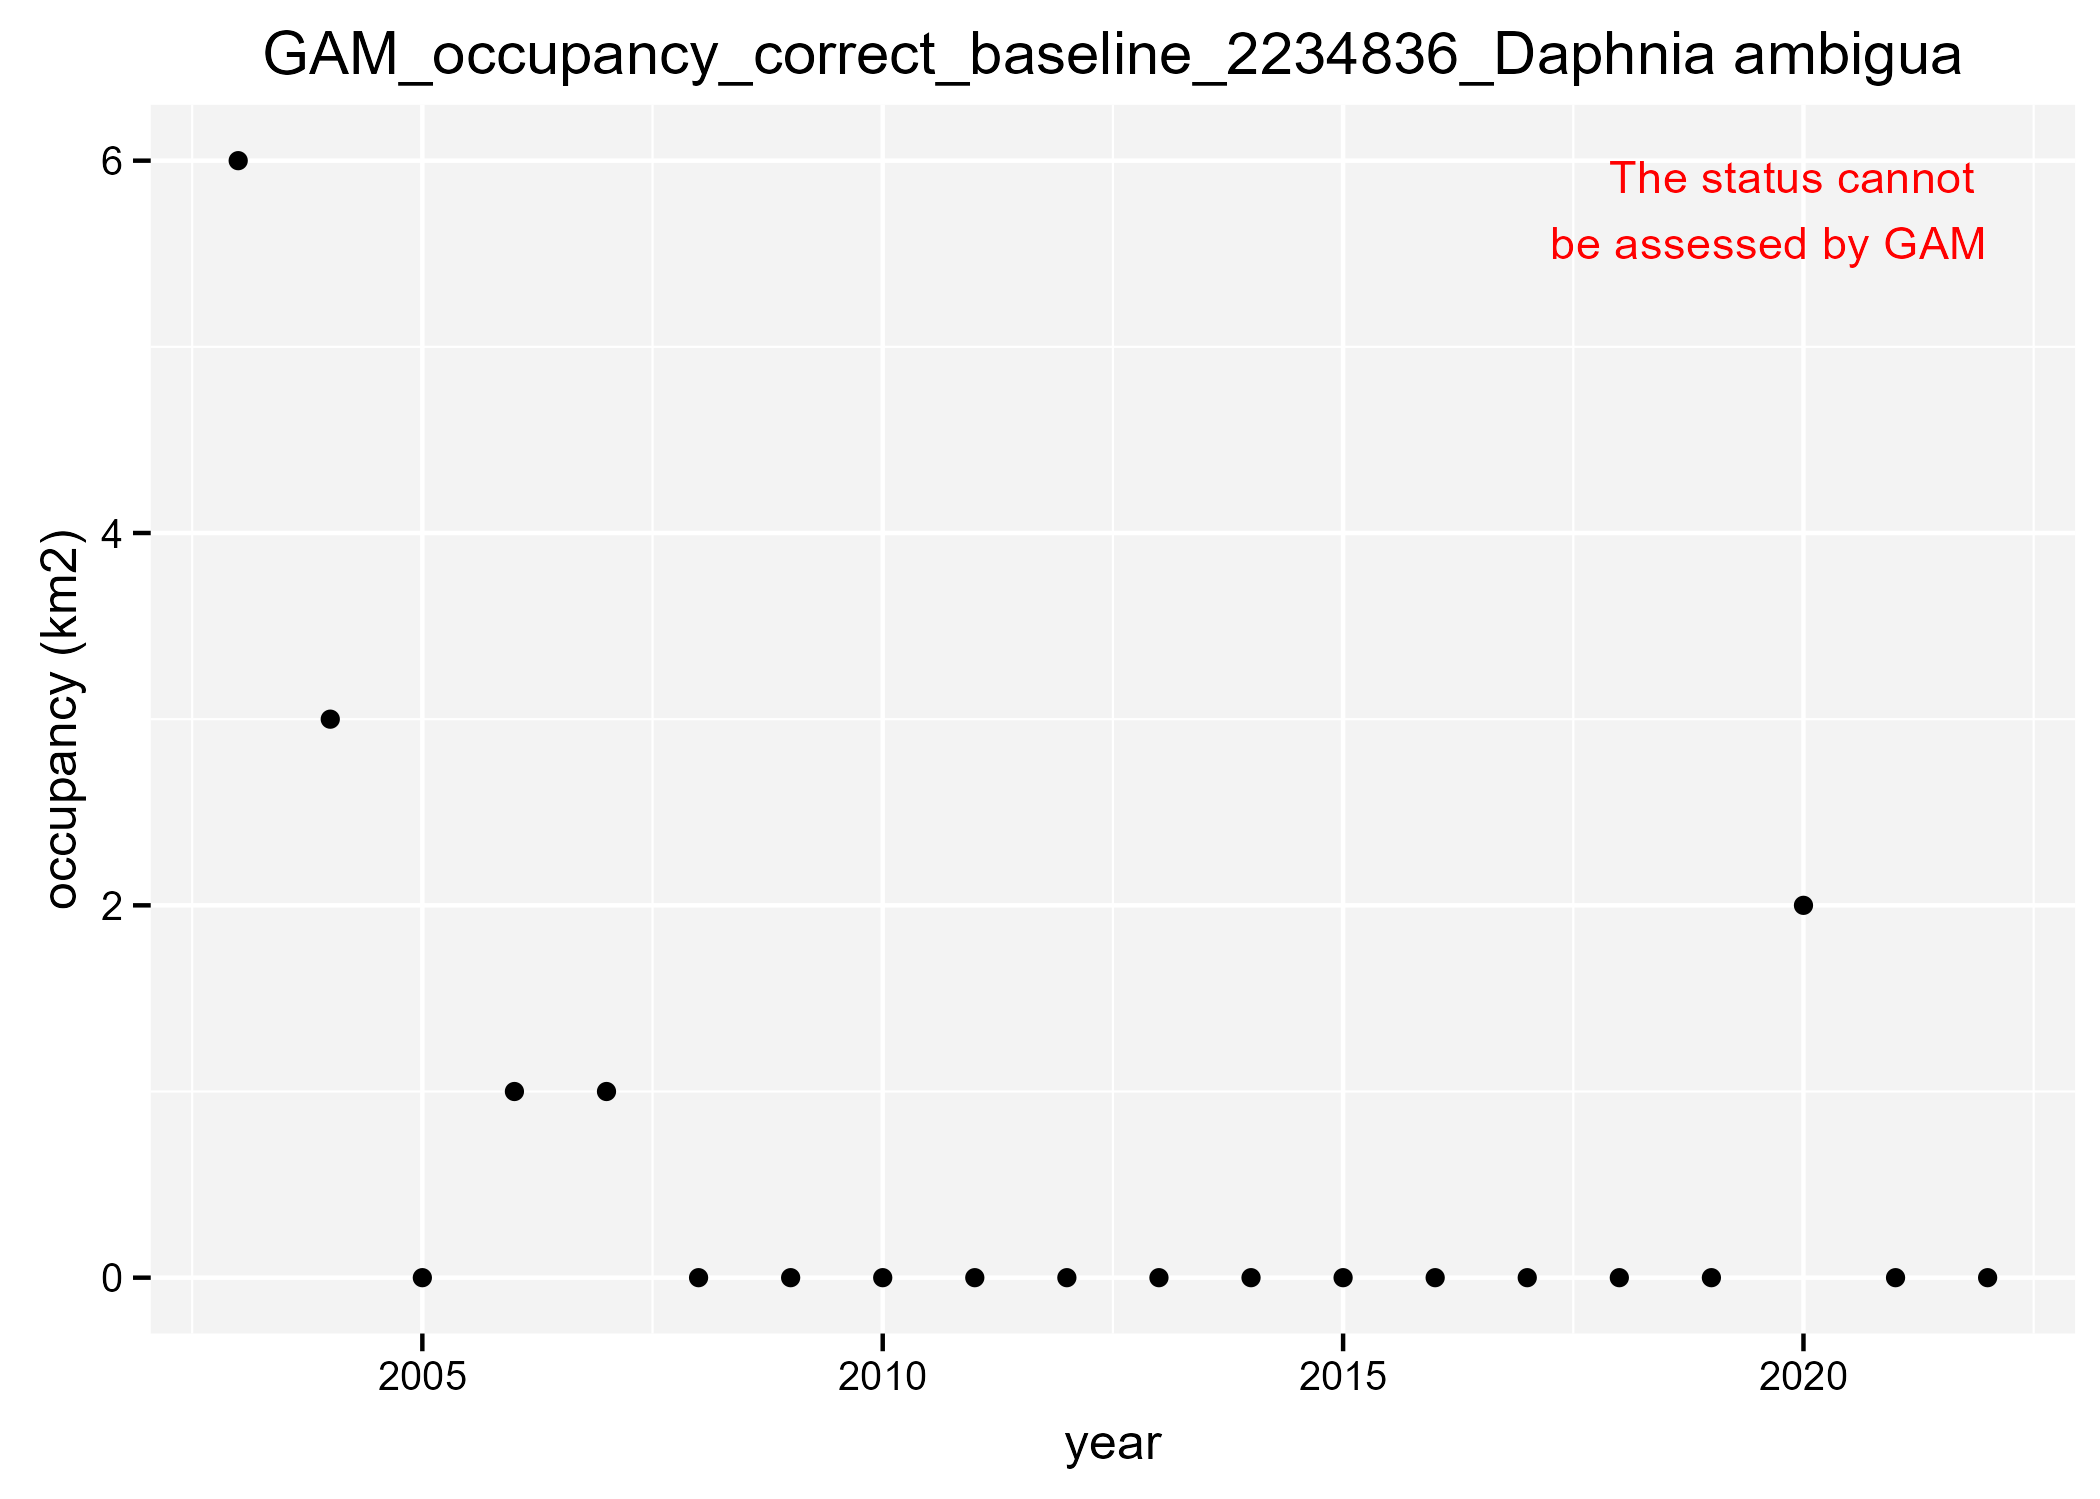 GAM_occupancy_correct_baseline_2234836_Daphnia ambigua
The status cannot
be assessed by GAM
6
4
2
0
occupancy (km2)
2005 2010 2015 2020
year